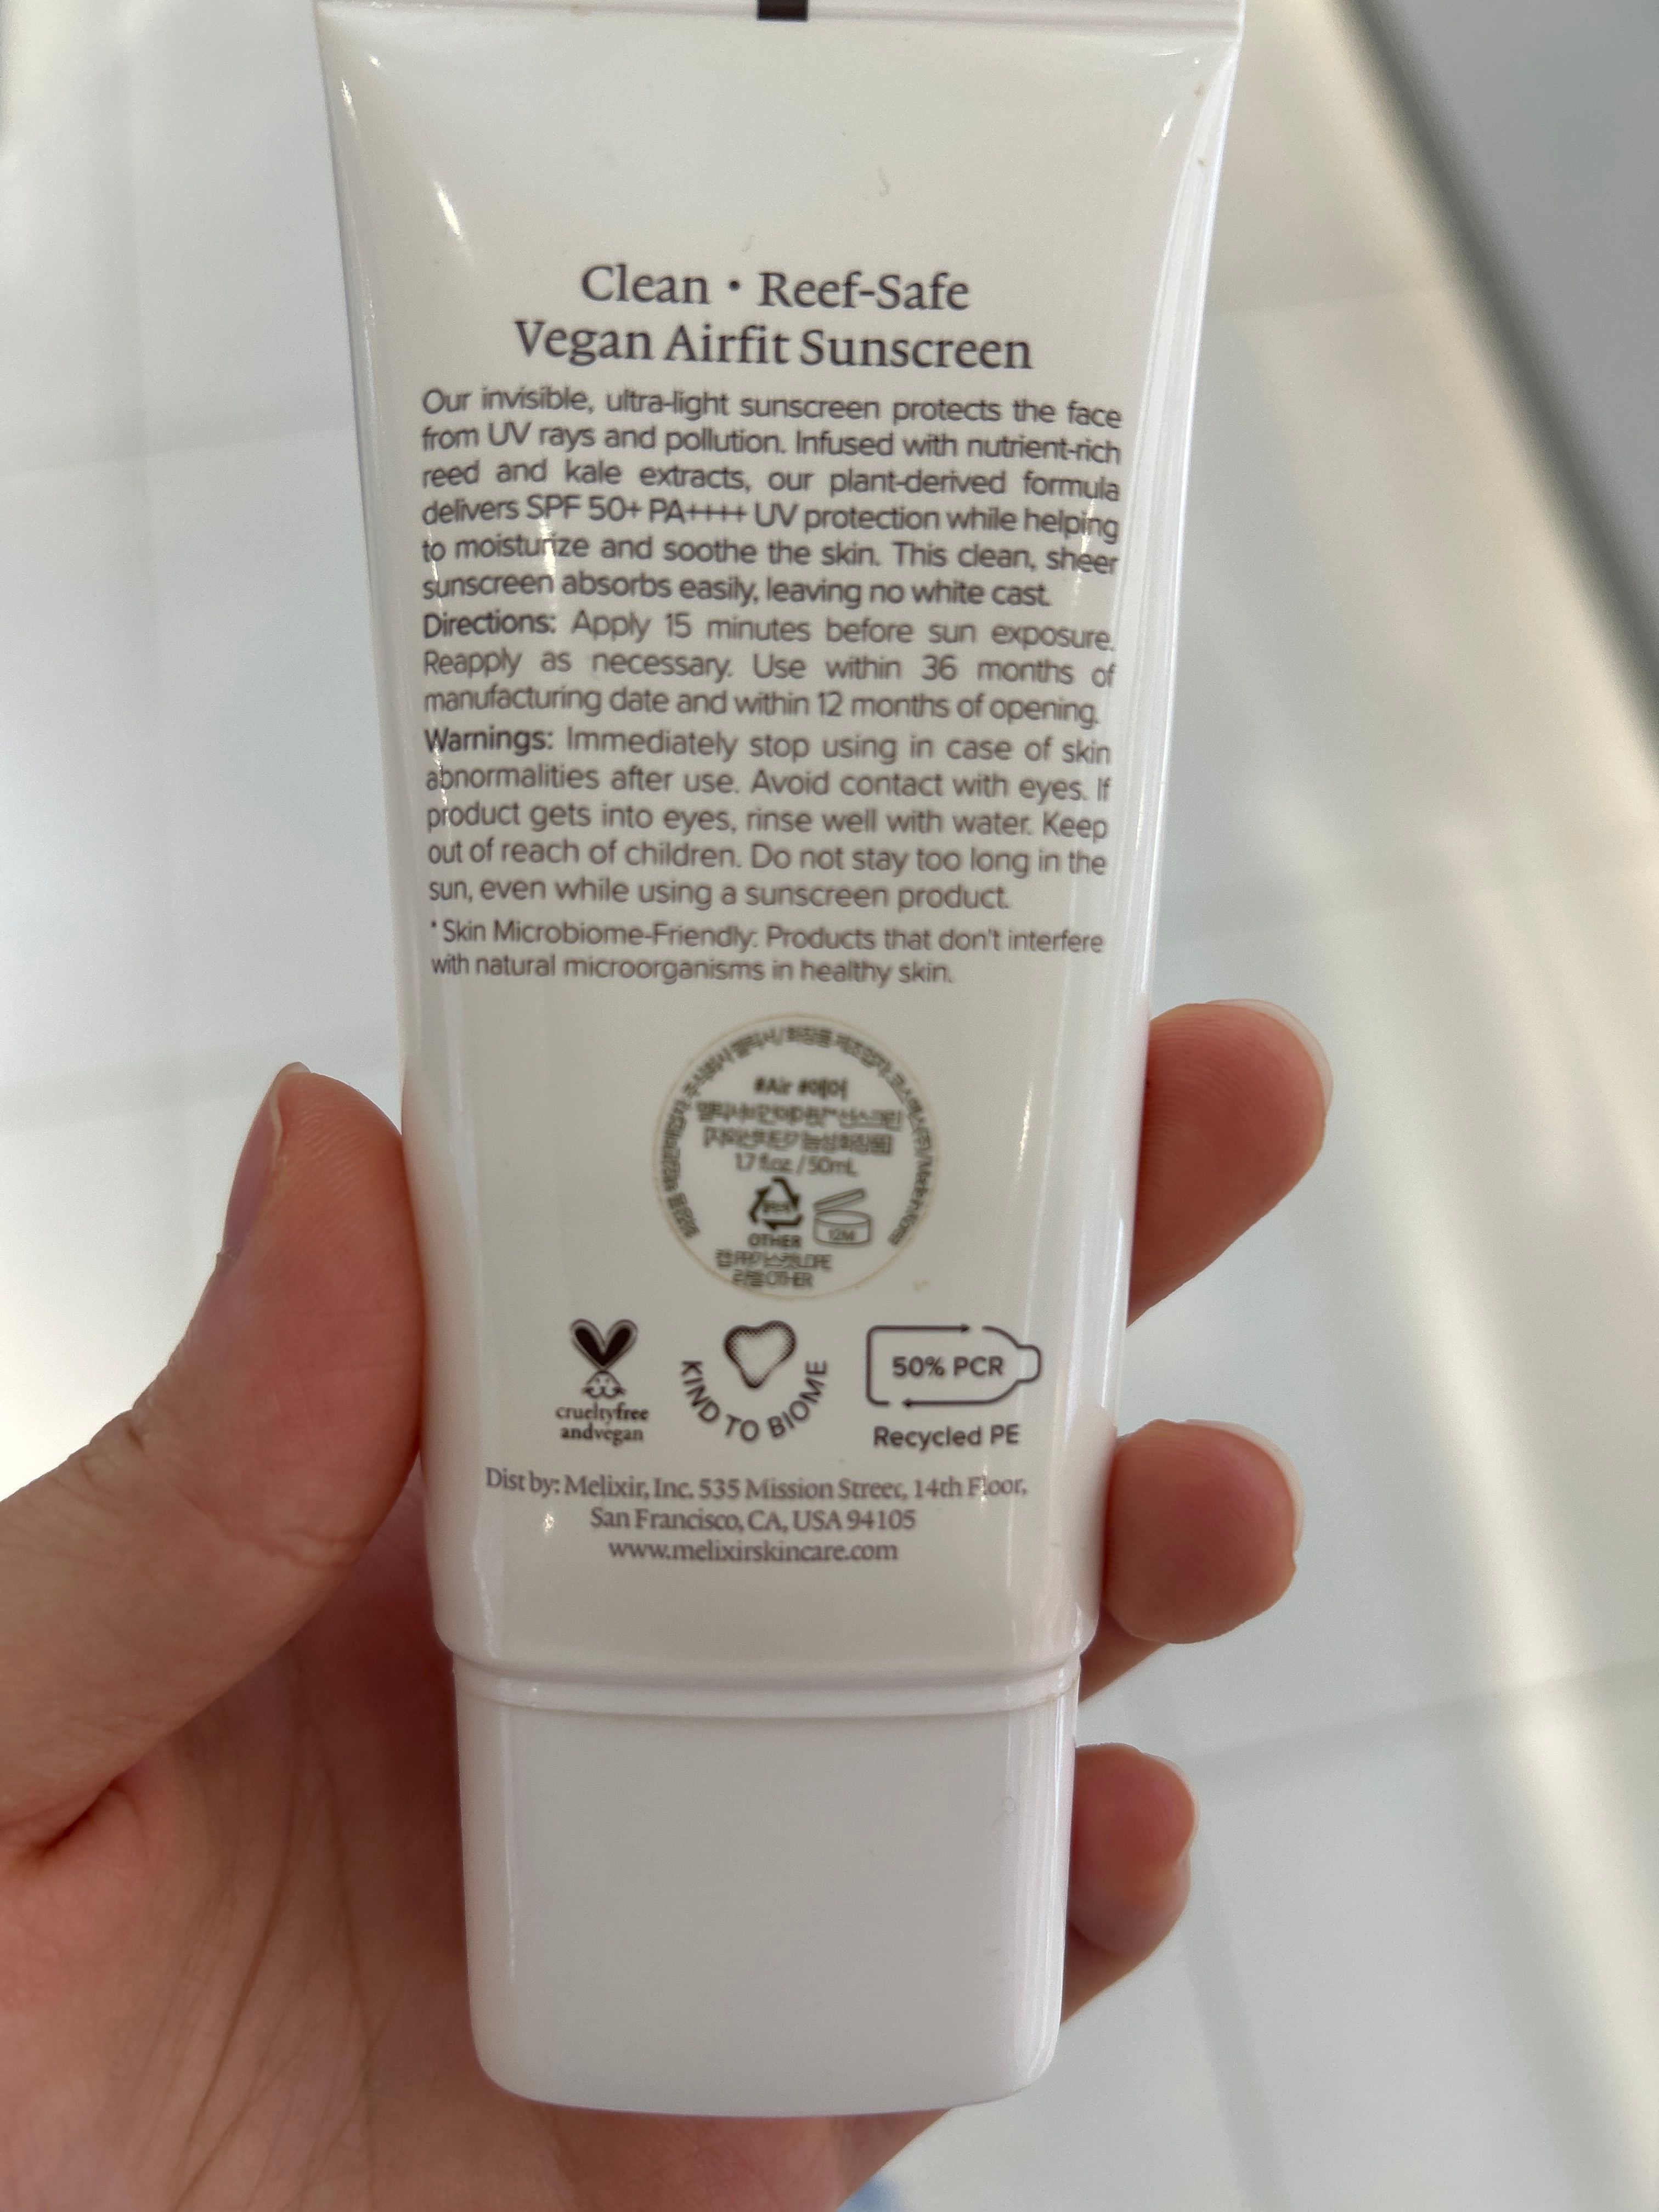 Clean • Reef-Safe
Vegan Airfit Sunscreen
Our invisible, ultra-light sunscreen protects the face
from UV rays and pollution. Infused with nutrient-rich
reed and kale extracts, our plant-derived formula
delivers SPF 50+ PA++++ UV protection while helping
to moisturize and soothe the skin. This clean, sheer
sunscreen absorbs easily, leaving no white cast.
Directions: Apply 15 minutes before sun exposure.
Reapply as necessary. Use within 36 months of
manufacturing date and within 12 months of opening.
Warnings: Immediately stop using in case of skin
abnormalities after use. Avoid contact with eyes. If
product gets into eyes, rinse well with water. Keep
out of reach of children. Do not stay too long in the
sun, even while using a sunscreen product.
*Skin Microbiome-Friendly: Products that don't interfere
with natural microorganisms in healthy skin.
#Air #에어
1.7 fl.oz / 50mL
12M
OTHER
라벨 OTHER
crueltyfree
andvegan
KIND TO BIOME
50% PCR
Recycled PE
Dist by: Melixir, Inc. 535 Mission Street, 14th Floor,
San Francisco, CA, USA 94105
www.melixirskincare.com